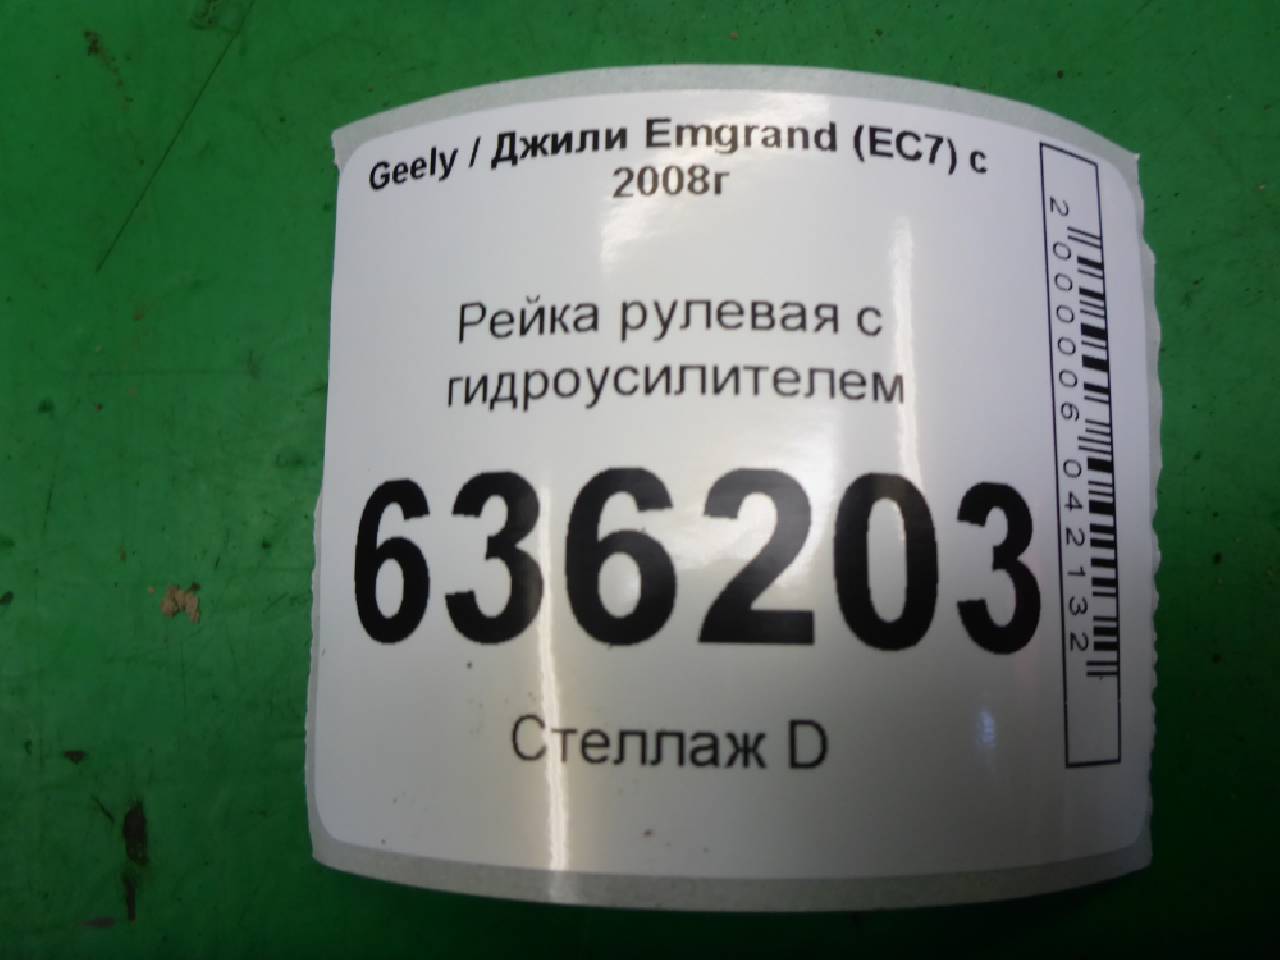 Geely / Джили Emgrand (EC7) с
2008г
Рейка рулевая с
гидроусилителем
636203
Стеллаж D
2000006042132